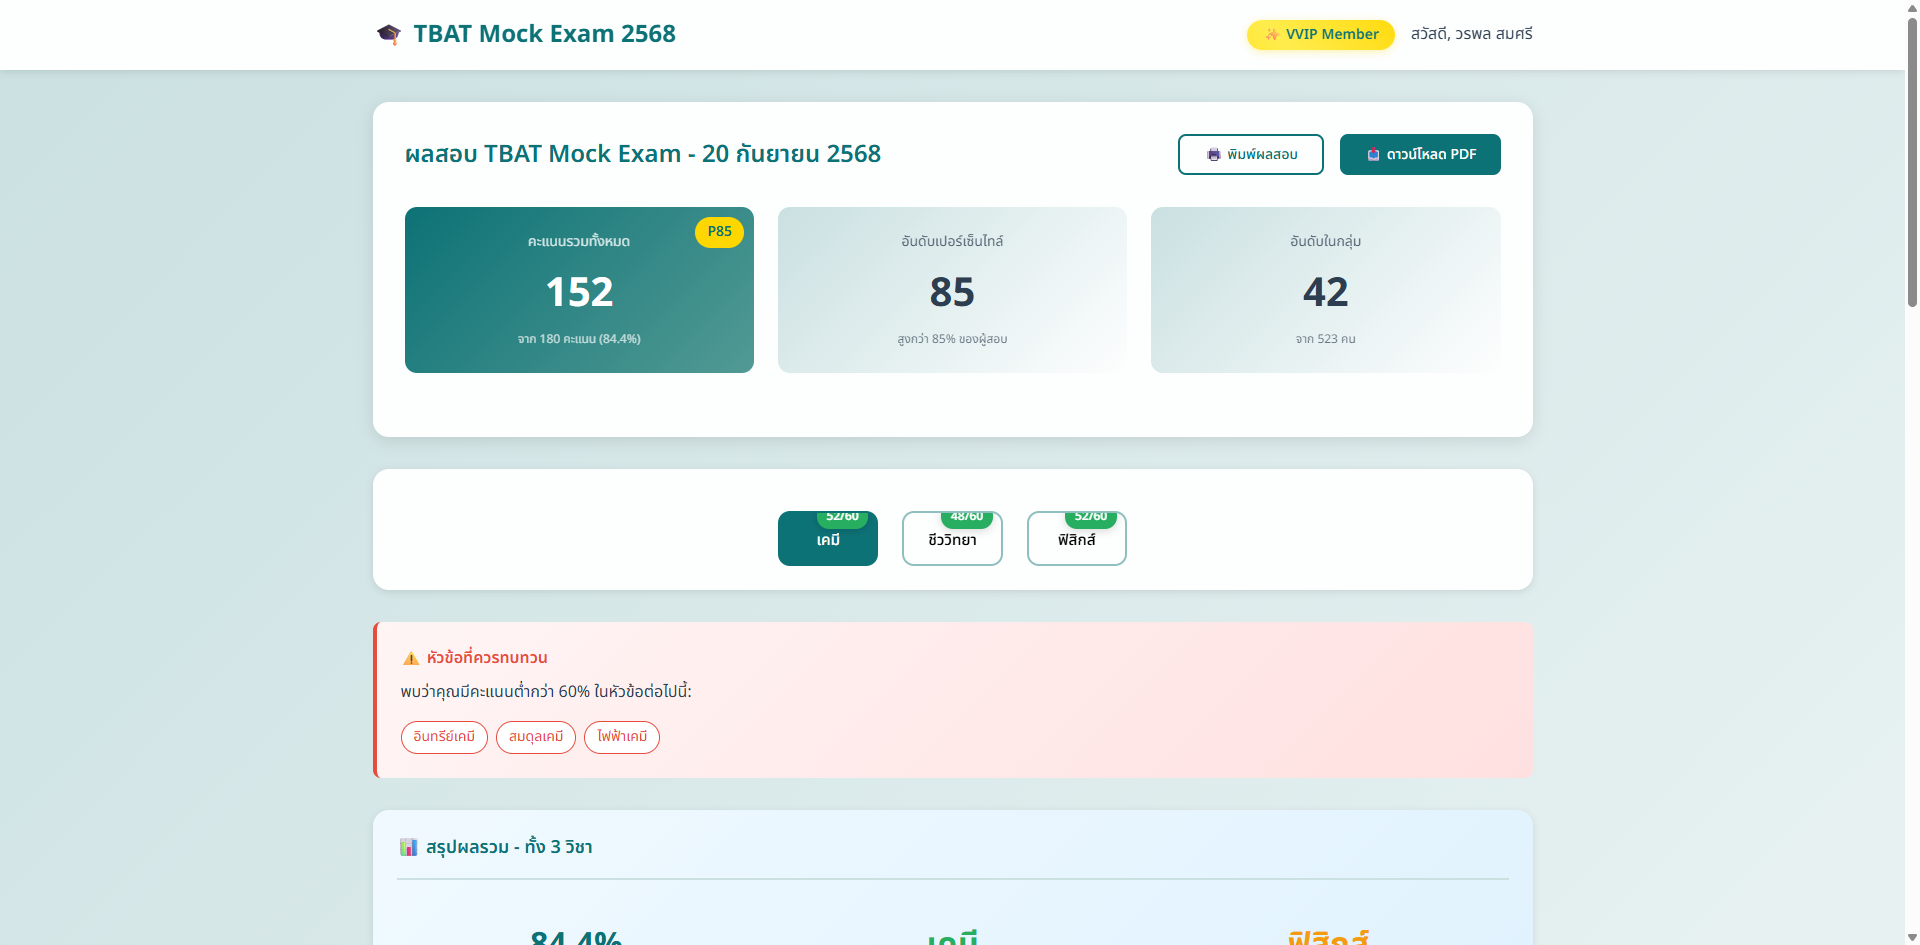 TBAT Mock Exam 2568
VVIP Member
สวัสดี, วรพล สมศรี
ผลสอบ TBAT Mock Exam - 20 กันยายน 2568
พิมพ์ผลสอบ
ดาวน์โหลด PDF
คะแนนรวมทั้งหมด
P85
152
จาก 180 คะแนน (84.4%)
อันดับเปอร์เซ็นไทล์
85
สูงกว่า 85% ของผู้สอบ
อันดับในกลุ่ม
42
จาก 523 คน
52/60
เคมี
48/60
ชีววิทยา
52/60
ฟิสิกส์
หัวข้อที่ควรทบทวน
พบว่าคุณมีคะแนนต่ำกว่า 60% ในหัวข้อต่อไปนี้:
อินทรีย์เคมี
สมดุลเคมี
ไฟฟ้าเคมี
สรุปผลรวม - ทั้ง 3 วิชา
84.4%
เคมี
ฟิสิกส์